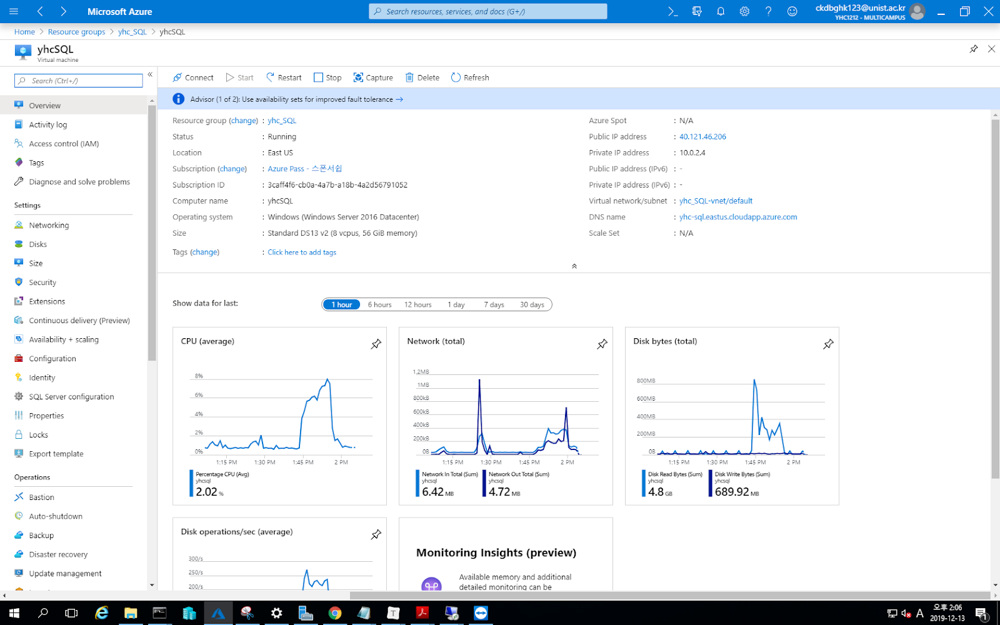 Microsoft Azure
Search resources, services, and docs (G+/)
ckdbghk123@unist.ac.kr
YHC1212 - MULTICAMPUS
Home > Resource groups > yhc_SQL > yhcSQL
yhcSQL
Virtual machine
Search (Ctrl+/)
Overview
Activity log
Access control (IAM)
Tags
Diagnose and solve problems
Settings
Networking
Disks
Size
Security
Extensions
Continuous delivery (Preview)
Availability + scaling
Configuration
Identity
SQL Server configuration
Properties
Locks
Export template
Operations
Bastion
Auto-shutdown
Backup
Disaster recovery
Update management
Connect Start Restart Stop Capture Delete Refresh
Advisor (1 of 2): Use availability sets for improved fault tolerance →
Resource group (change) : yhc_SQL
Status : Running
Location : East US
Subscription (change) : Azure Pass - 스폰서쉽
Subscription ID : 3caff4f6-cb0a-4a7b-a18b-4a2d56791052
Computer name : yhcSQL
Operating system : Windows (Windows Server 2016 Datacenter)
Size : Standard DS13 v2 (8 vcpus, 56 GiB memory)
Tags (change) : Click here to add tags
Azure Spot : N/A
Public IP address : 40.121.46.206
Private IP address : 10.0.2.4
Public IP address (IPv6) : -
Private IP address (IPv6) : -
Virtual network/subnet : yhc_SQL-vnet/default
DNS name : yhc-sql.eastus.cloudapp.azure.com
Scale Set : N/A
Show data for last:
1 hour 6 hours 12 hours 1 day 7 days 30 days
CPU (average)
8%
6%
4%
2%
0%
1:15 PM 1:30 PM 1:45 PM 2 PM
Percentage CPU (Avg)
yhcsql
2.02 %
Network (total)
1.2MB
1MB
800kB
600kB
400kB
200kB
0B
1:15 PM 1:30 PM 1:45 PM 2 PM
Network In Total (Sum)
yhcsql
6.42 MB
Network Out Total (Sum)
yhcsql
4.72 MB
Disk bytes (total)
800MB
600MB
400MB
200MB
0B
1:15 PM 1:30 PM 1:45 PM 2 PM
Disk Read Bytes (Sum)
yhcsql
4.8 GB
Disk Write Bytes (Sum)
yhcsql
689.92 MB
Disk operations/sec (average)
300/s
250/s
200/s
Monitoring Insights (preview)
Available memory and additional
detailed monitoring can be
A
오후 2:06
2019-12-13
1